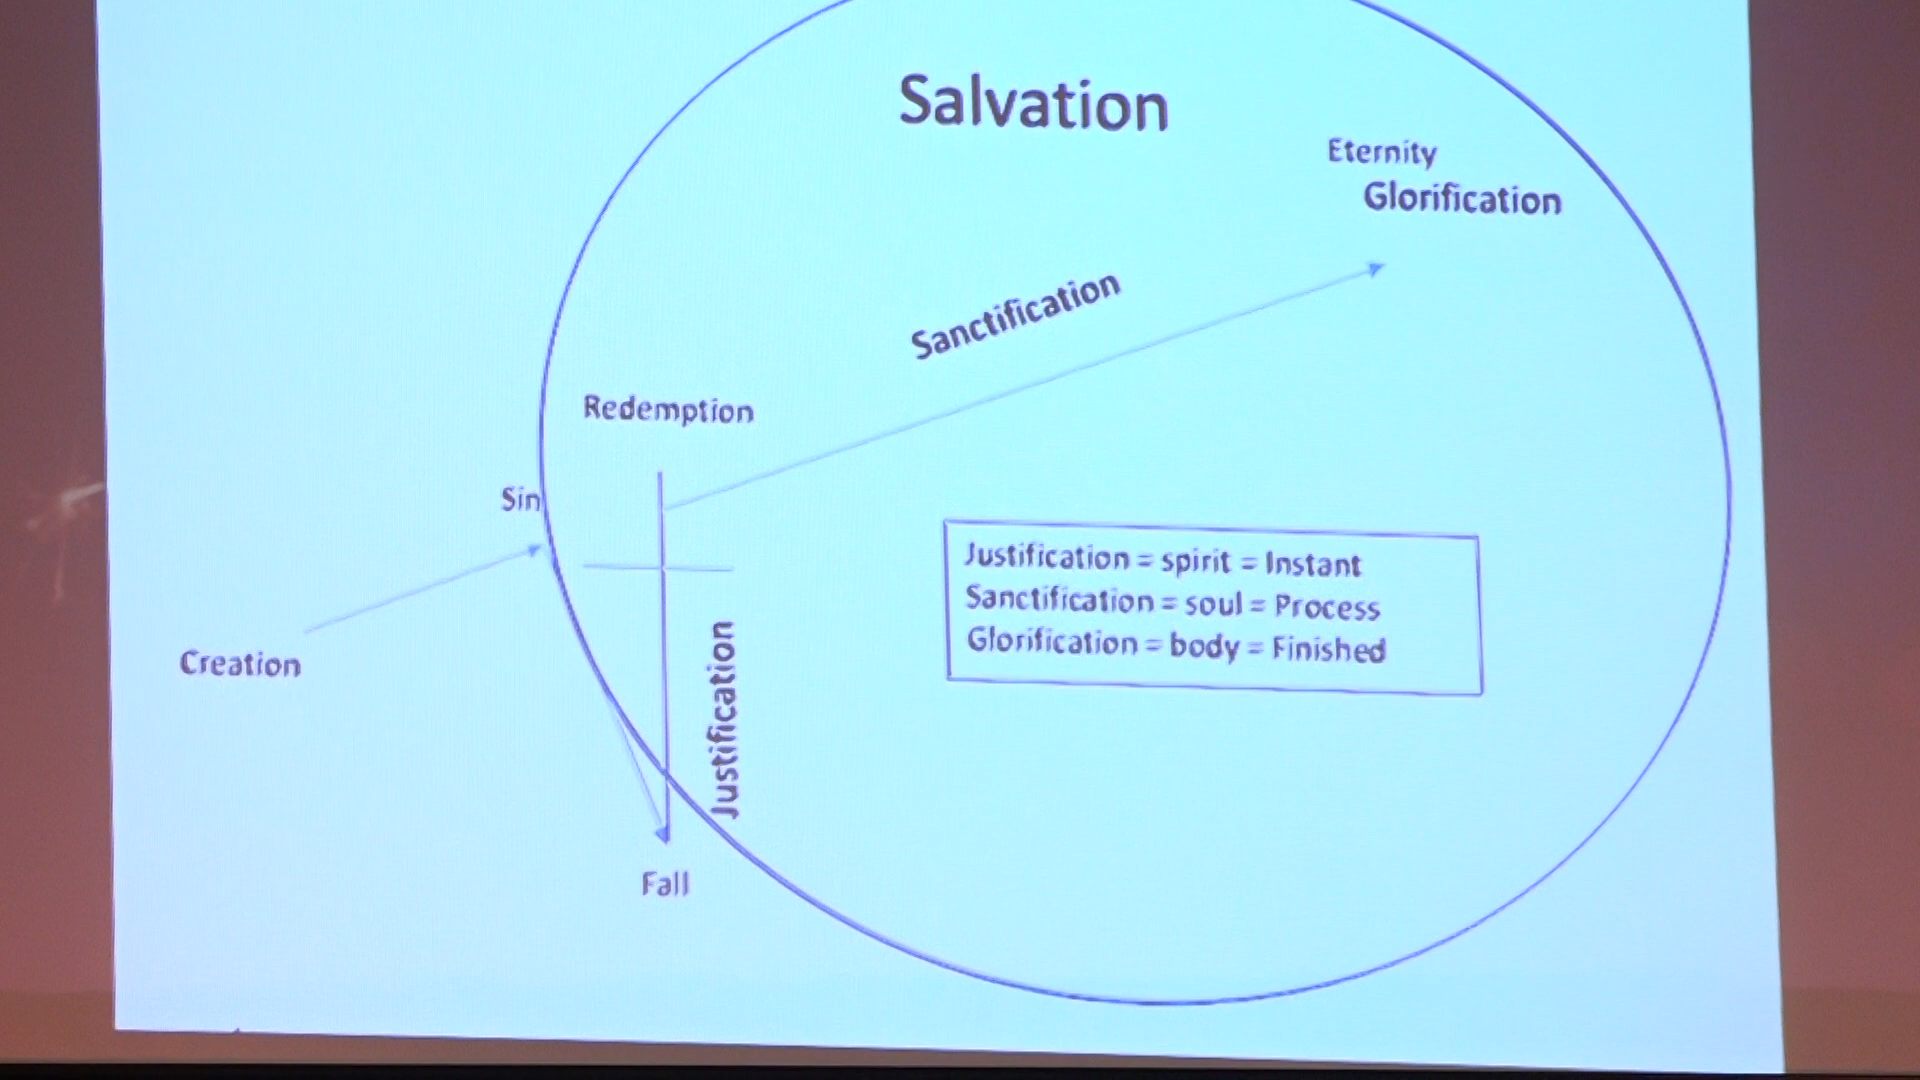 Salvation
Eternity
Glorification
Sanctification
Redemption
Sin
Justification = spirit = Instant
Sanctification = soul = Process
Glorification = body = Finished
Creation
Justification
Fall